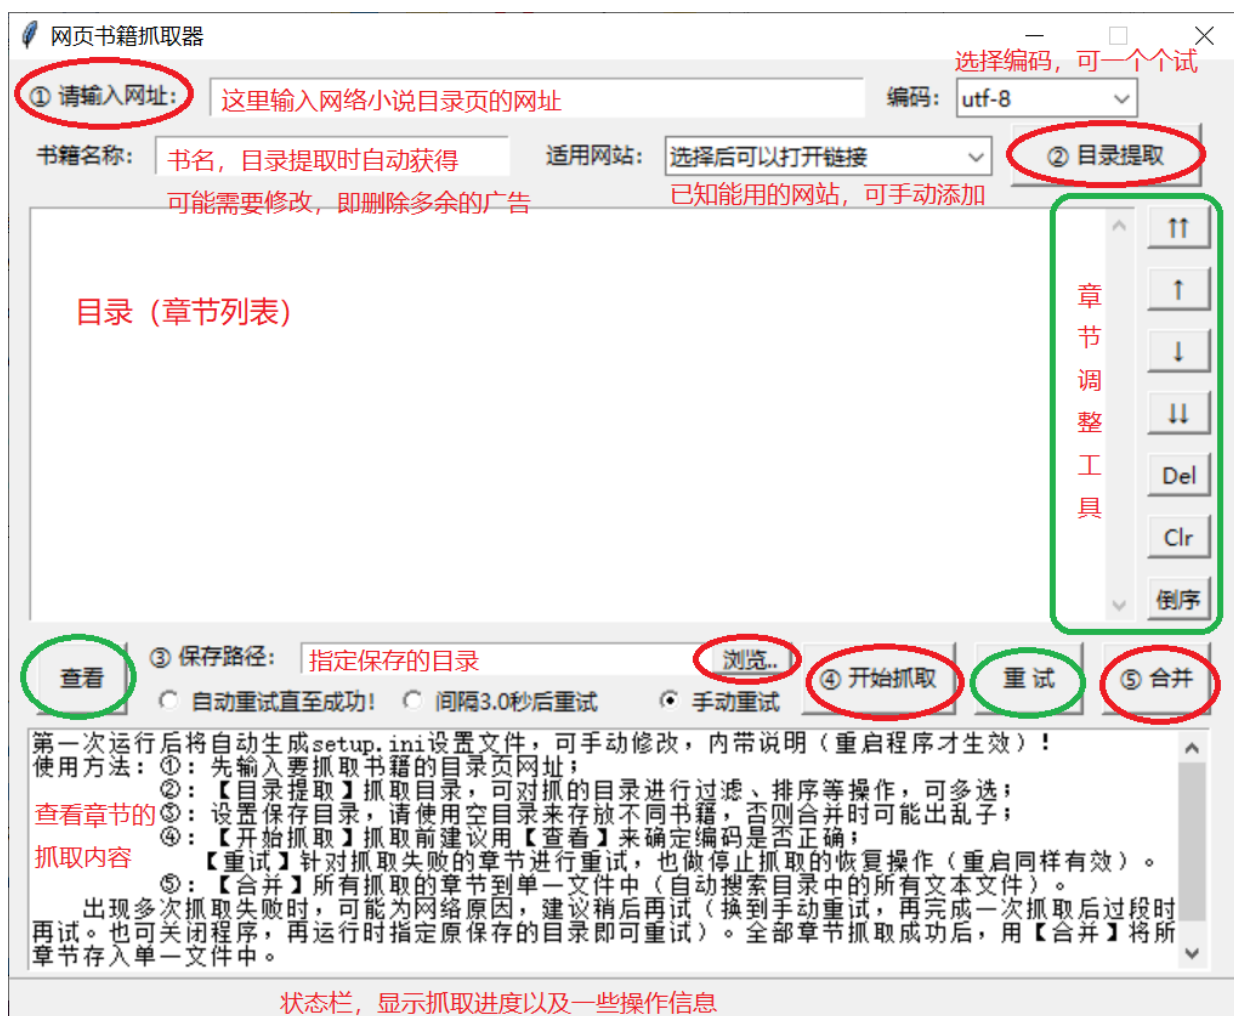 网页书籍抓取器
选择编码，可一个个试
① 请输入网址：
这里输入网络小说目录页的网址
编码：
utf-8
书籍名称：
书名，目录提取时自动获得
适用网站：
选择后可以打开链接
② 目录提取
可能需要修改，即删除多余的广告
已知能用的网站，可手动添加
目录（章节列表）
章节调整工具
↑↑
↑
↓
↓↓
Del
Clr
倒序
查看
③ 保存路径：
指定保存的目录
浏览..
④ 开始抓取
重 试
⑤ 合并
自动重试直至成功！
间隔3.0秒后重试
手动重试
第一次运行后将自动生成setup.ini设置文件，可手动修改，内带说明（重启程序才生效）！
使用方法：①：先输入要抓取书籍的目录页网址；
②：【目录提取】抓取目录，可对抓的目录进行过滤、排序等操作，可多选；
查看章节的
③：设置保存目录，请使用空目录来存放不同书籍，否则合并时可能出乱子；
④：【开始抓取】抓取前建议用【查看】来确定编码是否正确；
抓取内容
【重试】针对抓取失败的章节进行重试，也做停止抓取的恢复操作（重启同样有效）。
⑤：【合并】所有抓取的章节到单一文件中（自动搜索目录中的所有文本文件）。
出现多次抓取失败时，可能为网络原因，建议稍后再试（换到手动重试，再完成一次抓取后过段时
再试。也可关闭程序，再运行时指定原保存的目录即可重试）。全部章节抓取成功后，用【合并】将所
章节存入单一文件中。
状态栏，显示抓取进度以及一些操作信息